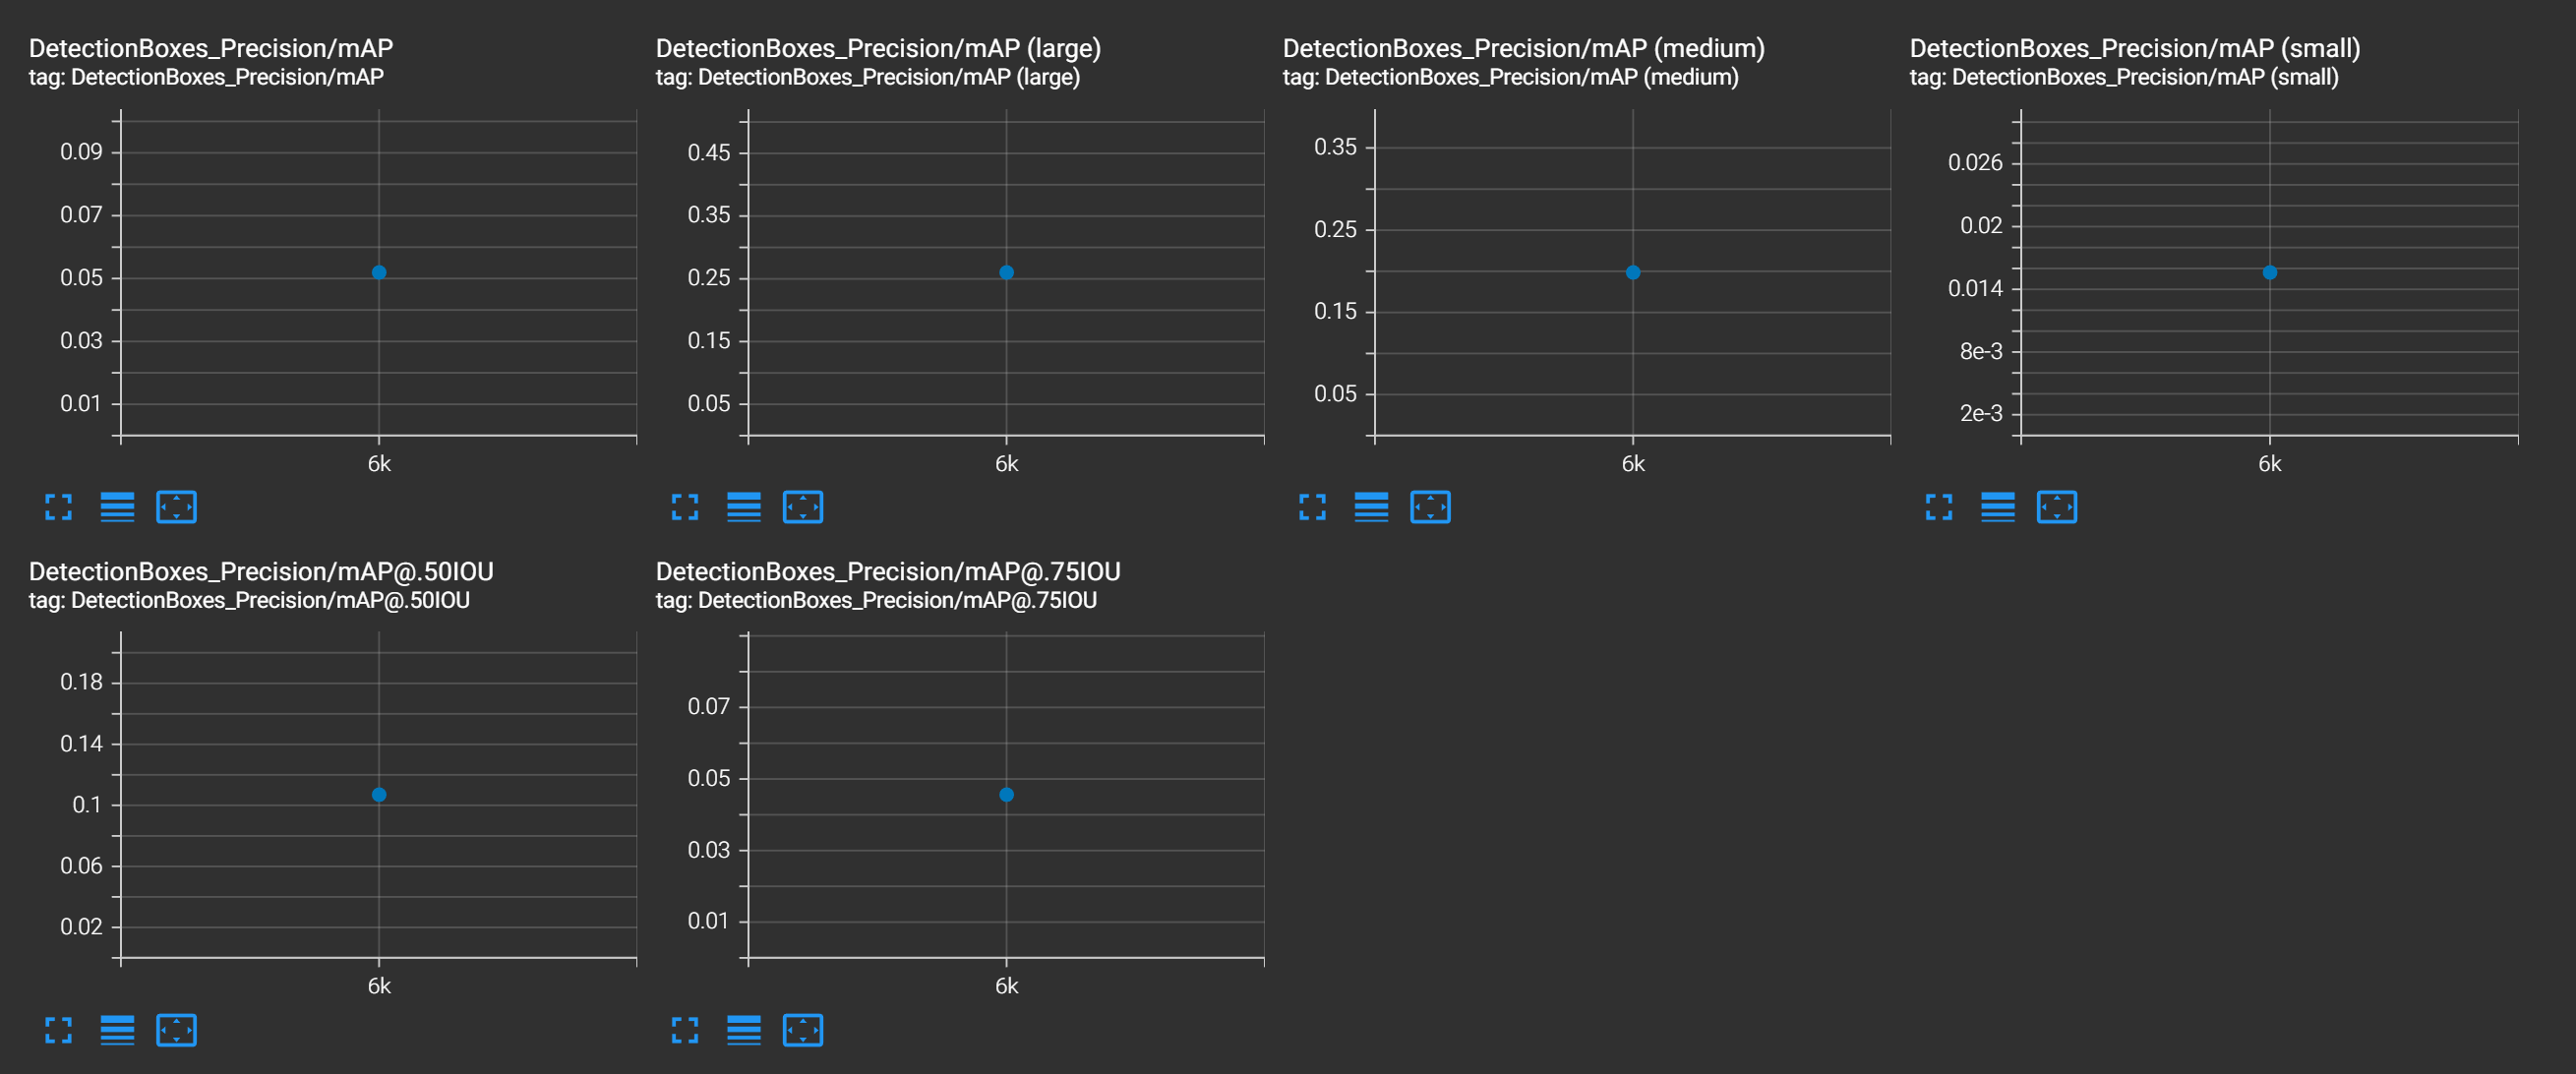 DetectionBoxes_Precision/mAP
tag: DetectionBoxes_Precision/mAP
0.09
0.07
0.05
0.03
0.01
6k
DetectionBoxes_Precision/mAP (large)
tag: DetectionBoxes_Precision/mAP (large)
0.45
0.35
0.25
0.15
0.05
6k
DetectionBoxes_Precision/mAP (medium)
tag: DetectionBoxes_Precision/mAP (medium)
0.35
0.25
0.15
0.05
6k
DetectionBoxes_Precision/mAP (small)
tag: DetectionBoxes_Precision/mAP (small)
0.026
0.02
0.014
8e-3
2e-3
6k
DetectionBoxes_Precision/mAP@.50IOU
tag: DetectionBoxes_Precision/mAP@.50IOU
0.18
0.14
0.1
0.06
0.02
6k
DetectionBoxes_Precision/mAP@.75IOU
tag: DetectionBoxes_Precision/mAP@.75IOU
0.07
0.05
0.03
0.01
6k